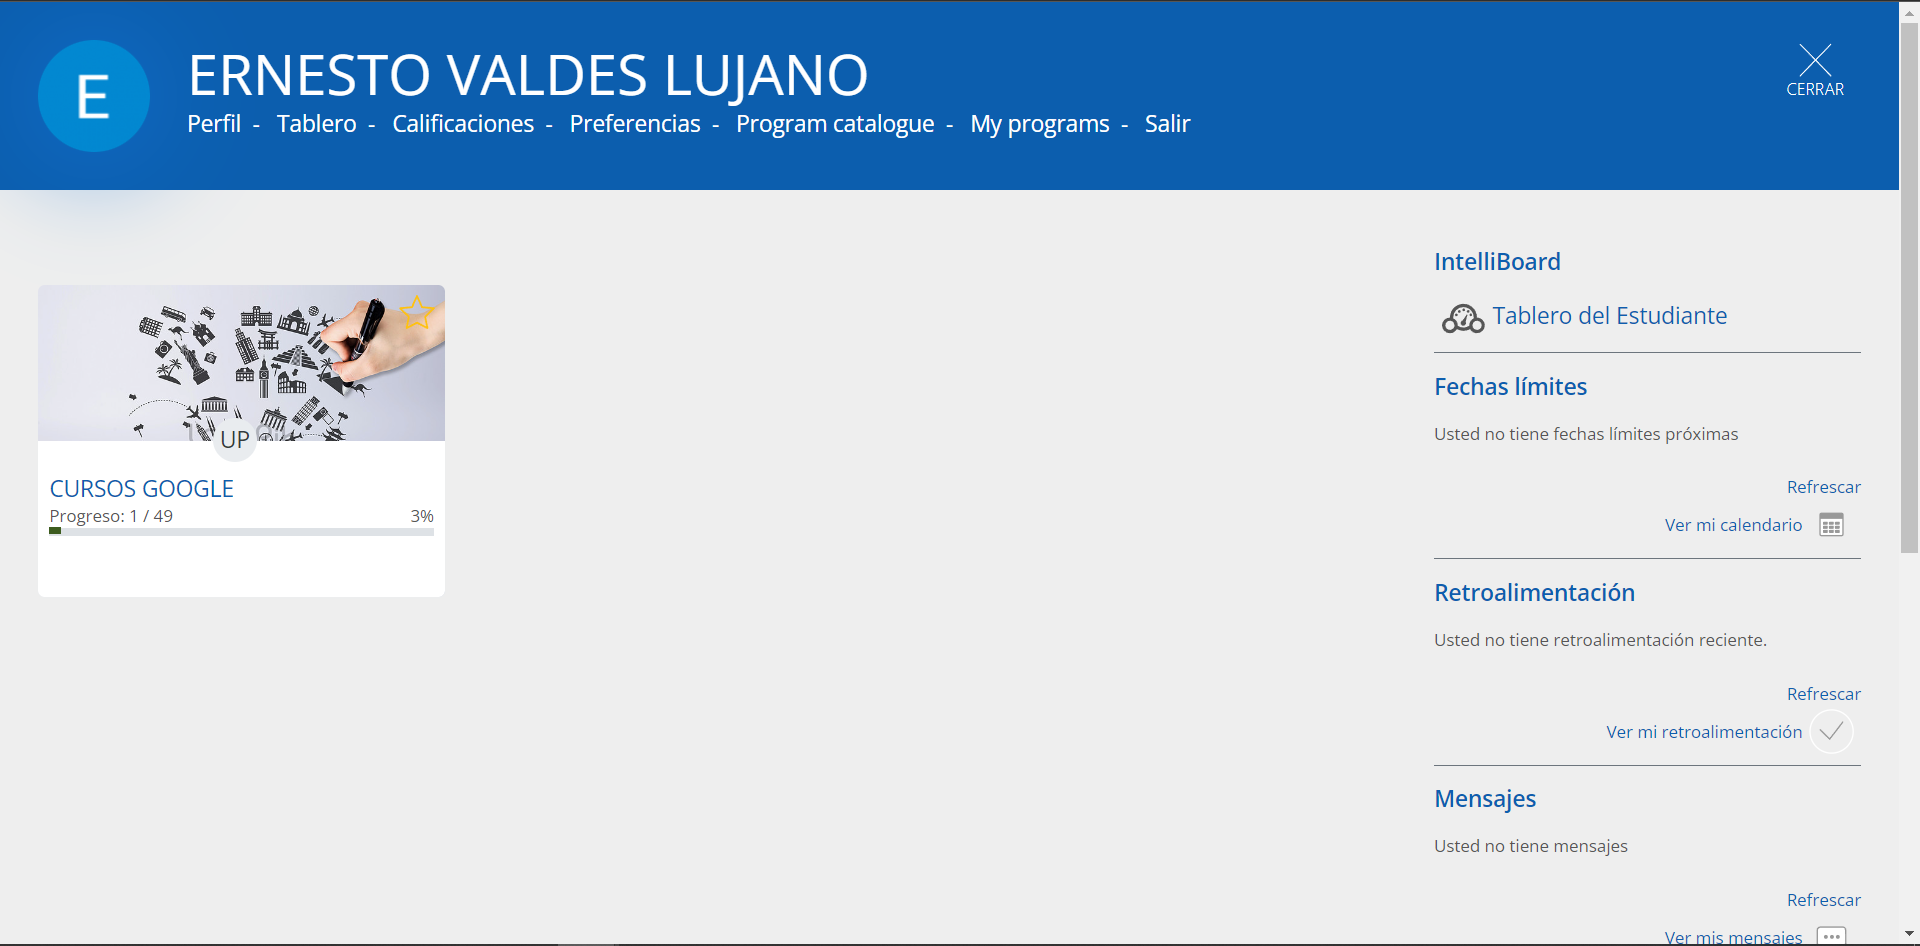 E
ERNESTO VALDES LUJANO
Perfil - Tablero - Calificaciones - Preferencias - Program catalogue - My programs - Salir
CERRAR
UP
CURSOS GOOGLE
Progreso: 1 / 49 3%
IntelliBoard
Tablero del Estudiante
Fechas límites
Usted no tiene fechas límites próximas
Refrescar
Ver mi calendario
Retroalimentación
Usted no tiene retroalimentación reciente.
Refrescar
Ver mi retroalimentación
Mensajes
Usted no tiene mensajes
Refrescar
Ver mis mensajes